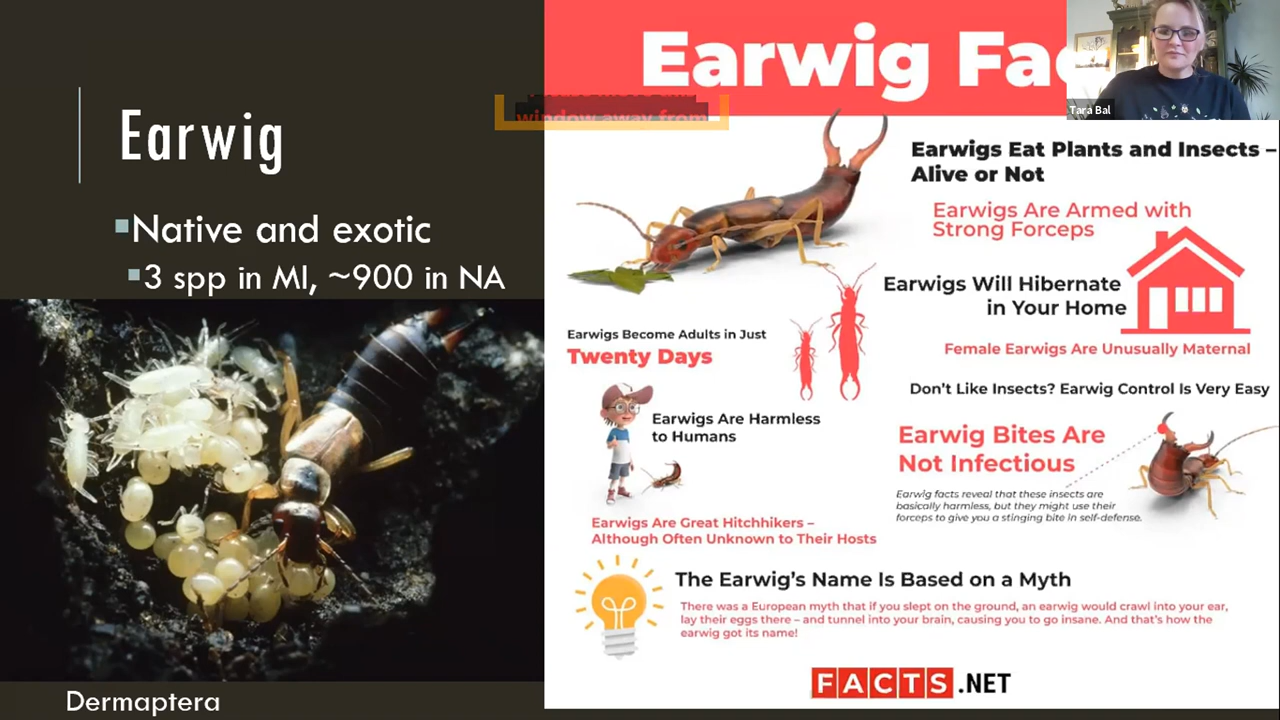 Earwig
▪Native and exotic
▪3 spp in MI, ~900 in NA
Dermaptera
window away from
Earwig Fac
Tara Bal
Earwigs Eat Plants and Insects –
Alive or Not
Earwigs Are Armed with
Strong Forceps
Earwigs Will Hibernate
in Your Home
Earwigs Become Adults in Just
Twenty Days
Female Earwigs Are Unusually Maternal
Don't Like Insects? Earwig Control Is Very Easy
Earwigs Are Harmless
to Humans
Earwig Bites Are
Not Infectious
Earwig facts reveal that these insects are
basically harmless, but they might use their
forceps to give you a stinging bite in self-defense.
Earwigs Are Great Hitchhikers –
Although Often Unknown to Their Hosts
The Earwig's Name Is Based on a Myth
There was a European myth that if you slept on the ground, an earwig would crawl into your ear,
lay their eggs there – and tunnel into your brain, causing you to go insane. And that's how the
earwig got its name!
FACTS.NET